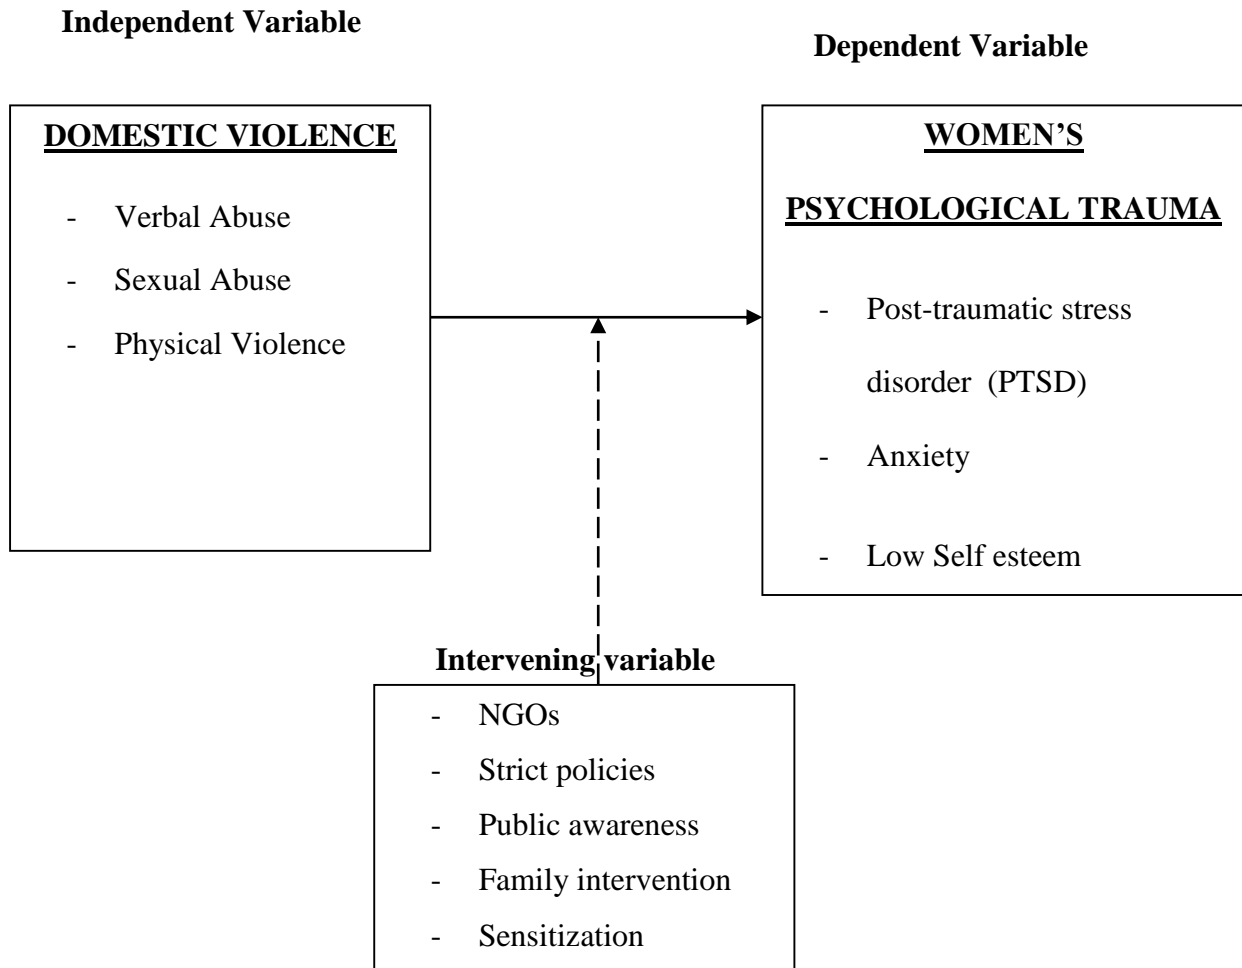 Independent Variable
Dependent Variable
DOMESTIC VIOLENCE
- Verbal Abuse
- Sexual Abuse
- Physical Violence
WOMEN’S
PSYCHOLOGICAL TRAUMA
- Post-traumatic stress
disorder (PTSD)
- Anxiety
- Low Self esteem
Intervening variable
- NGOs
- Strict policies
- Public awareness
- Family intervention
- Sensitization